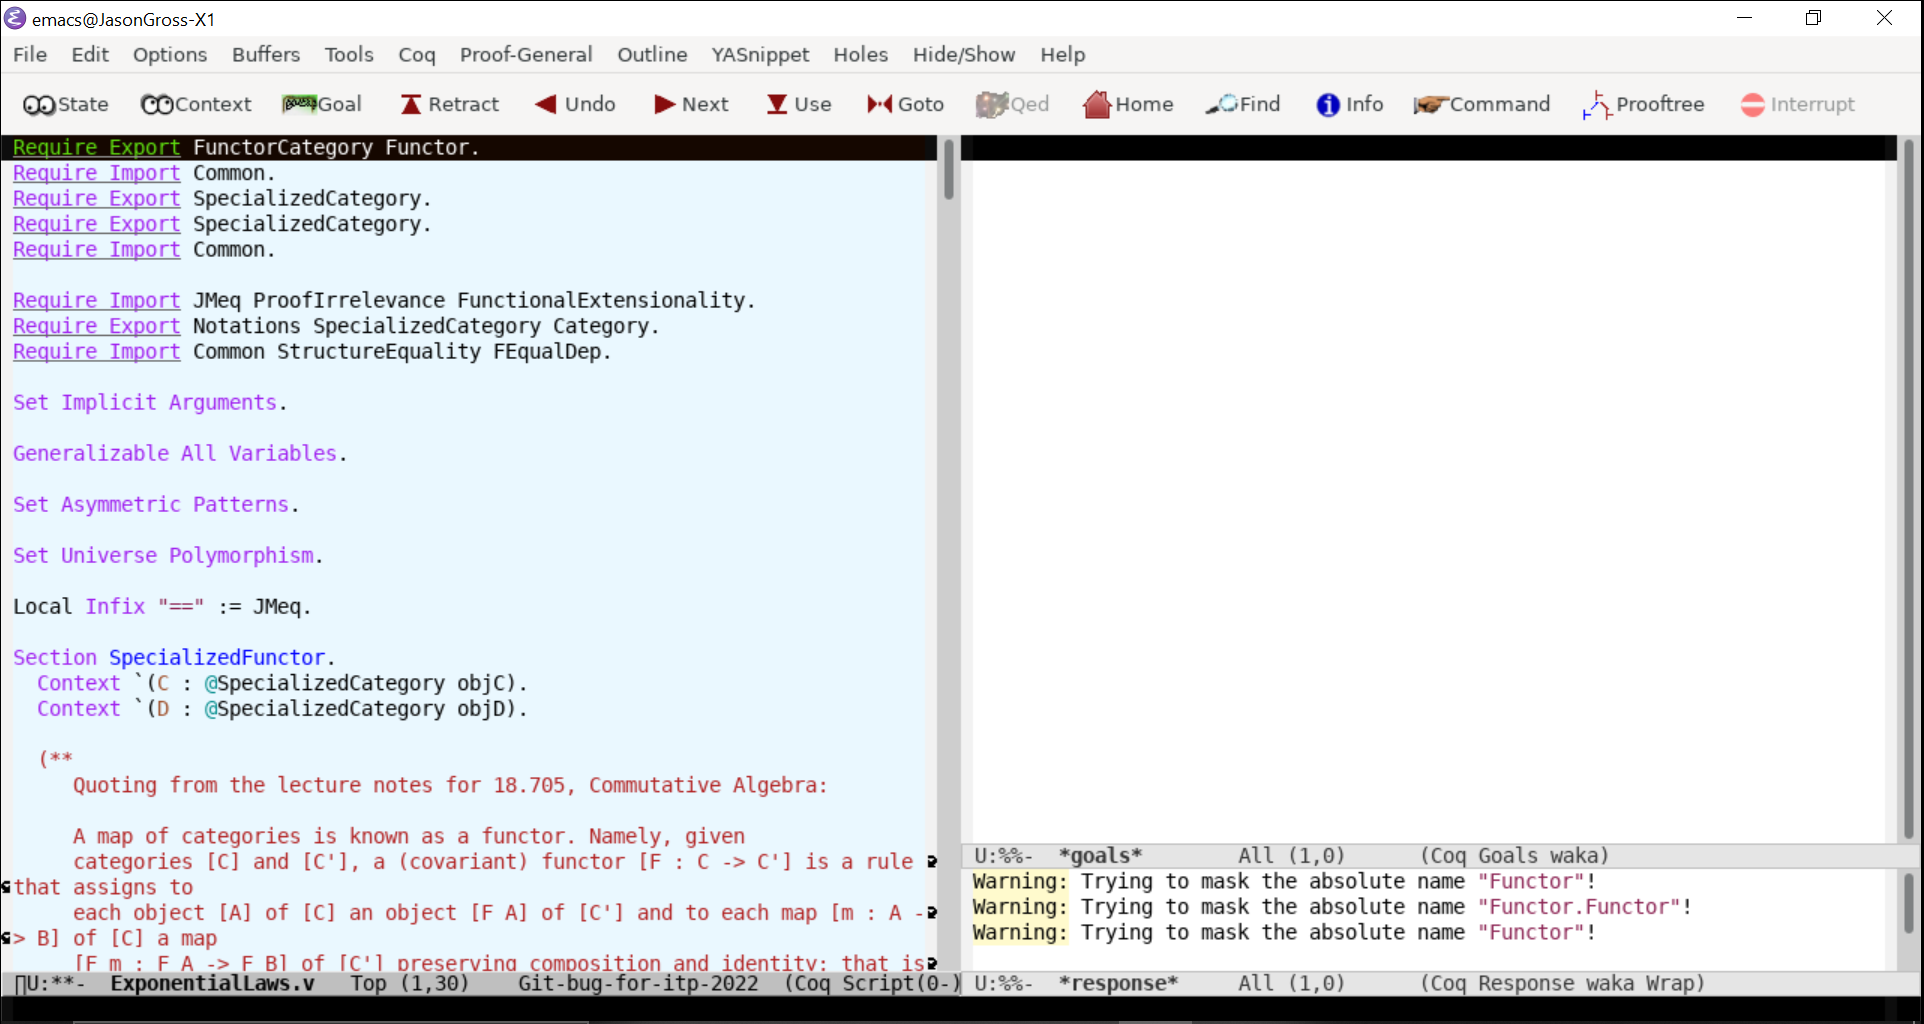 emacs@JasonGross-X1
File Edit Options Buffers Tools Coq Proof-General Outline YASnippet Holes Hide/Show Help
State Context Goal Retract Undo Next Use Goto Qed Home Find Info Command Prooftree Interrupt
Require Export FunctorCategory Functor.
Require Import Common.
Require Export SpecializedCategory.
Require Export SpecializedCategory.
Require Import Common.
Require Import JMeq ProofIrrelevance FunctionalExtensionality.
Require Export Notations SpecializedCategory Category.
Require Import Common StructureEquality FEqualDep.
Set Implicit Arguments.
Generalizable All Variables.
Set Asymmetric Patterns.
Set Universe Polymorphism.
Local Infix "==" := JMeq.
Section SpecializedFunctor.
Context `(C : @SpecializedCategory objC).
Context `(D : @SpecializedCategory objD).
(**
Quoting from the lecture notes for 18.705, Commutative Algebra:
A map of categories is known as a functor. Namely, given
categories [C] and [C'], a (covariant) functor [F : C -> C'] is a rule
that assigns to
each object [A] of [C] an object [F A] of [C'] and to each map [m : A -
> B] of [C] a map
[F m : F A -> F B] of [C'] preserving composition and identity; that is
U:**- ExponentialLaws.v Top (1,30) Git-bug-for-itp-2022 (Coq Script(0-)
U:%%- *goals* All (1,0) (Coq Goals waka)
Warning: Trying to mask the absolute name "Functor"!
Warning: Trying to mask the absolute name "Functor.Functor"!
Warning: Trying to mask the absolute name "Functor"!
U:%%- *response* All (1,0) (Coq Response waka Wrap)